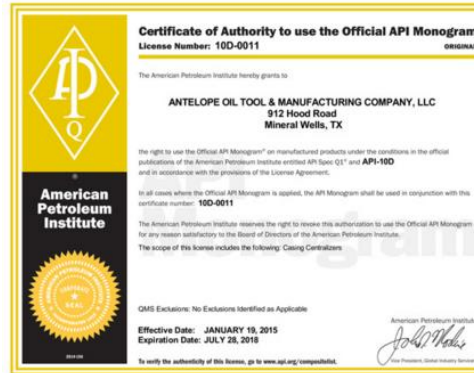 Certificate of Authority to use the Official API Monogram
License Number: 10D-0011
ORIGINAL
The American Petroleum Institute hereby grants to
ANTELOPE OIL TOOL & MANUFACTURING COMPANY, LLC
912 Hood Road
Mineral Wells, TX
the right to use the Official API Monogram® on manufactured products under the conditions in the official
publications of the American Petroleum Institute entitled API Spec Q1® and API-10D
and in accordance with the provisions of the License Agreement.
In all cases where the Official API Monogram is applied, the API Monogram shall be used in conjunction with this
certificate number: 10D-0011
The American Petroleum Institute reserves the right to revoke this authorization to use the Official API Monogram
for any reason satisfactory to the Board of Directors of the American Petroleum Institute.
The scope of this license includes the following: Casing Centralizers
QMS Exclusions: No Exclusions Identified as Applicable
Effective Date: JANUARY 19, 2015
Expiration Date: JULY 28, 2018
To verify the authenticity of this license, go to www.api.org/compositelist.
American Petroleum Institute
Vice President, Global Industry Services
API
Q
®
American
Petroleum
Institute